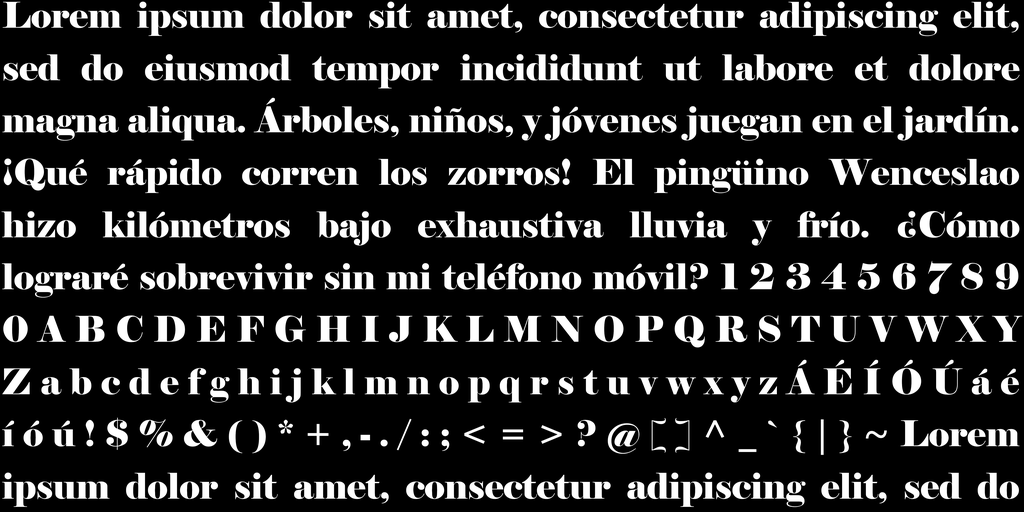 Lorem ipsum dolor sit amet, consectetur adipiscing elit,
sed do eiusmod tempor incididunt ut labore et dolore
magna aliqua. Árboles, niños, y jóvenes juegan en el jardín.
¡Qué rápido corren los zorros! El pingüino Wenceslao
hizo kilómetros bajo exhaustiva lluvia y frío. ¿Cómo
lograré sobrevivir sin mi teléfono móvil? 1 2 3 4 5 6 7 8 9
0 A B C D E F G H I J K L M N O P Q R S T U V W X Y
Z a b c d e f g h i j k l m n o p q r s t u v w x y z Á É Í Ó Ú á é
í ó ú ! $ % & ( ) * + , - . / : ; < = > ? @ [ ] ^ _ ` { | } ~ Lorem
ipsum dolor sit amet, consectetur adipiscing elit, sed do